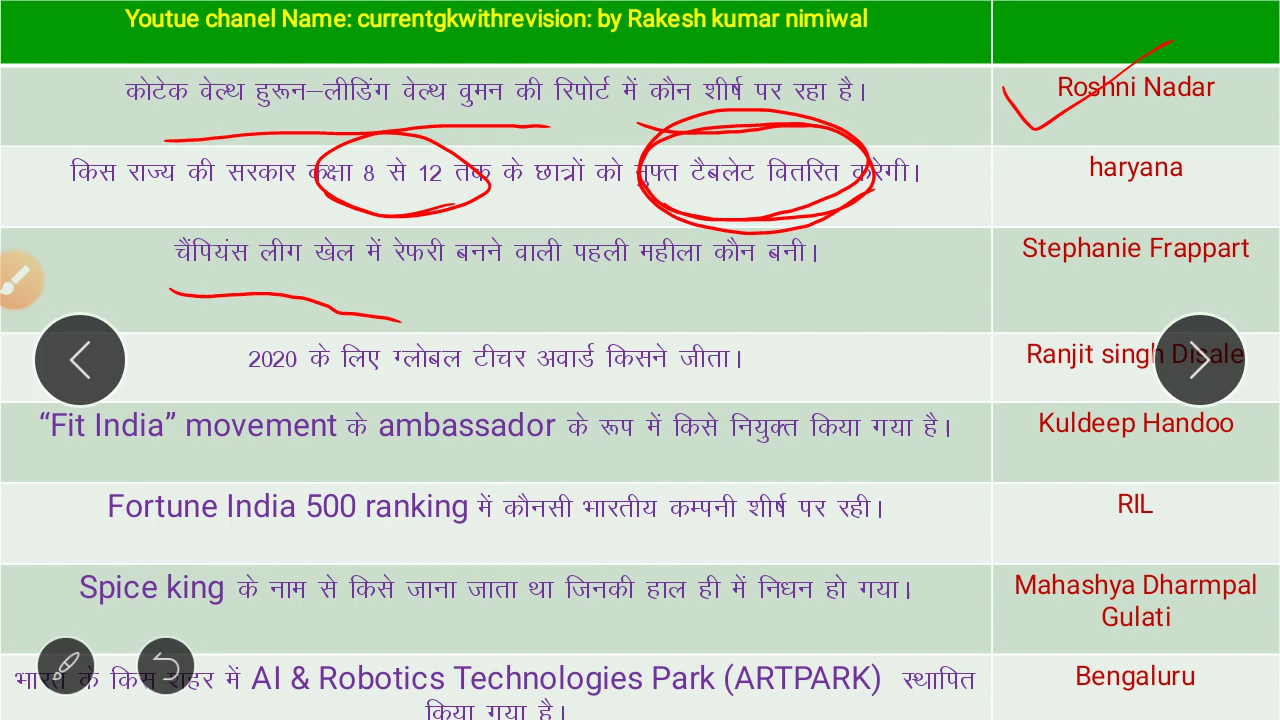 Youtue chanel Name: currentgkwithrevision: by Rakesh kumar nimiwal
कोटेक वेल्थ हुरून–लीडिंग वेल्थ वुमन की रिपोर्ट में कौन शीर्ष पर रहा है।
Roshni Nadar
किस राज्य की सरकार कक्षा 8 से 12 तक के छात्रों को मुफ्त टैबलेट वितरित करेगी।
haryana
चैंपियंस लीग खेल में रेफरी बनने वाली पहली महीला कौन बनी।
Stephanie Frappart
2020 के लिए ग्लोबल टीचर अवार्ड किसने जीता।
Ranjit singh Disale
“Fit India” movement के ambassador के रूप में किसे नियुक्त किया गया है।
Kuldeep Handoo
Fortune India 500 ranking में कौनसी भारतीय कम्पनी शीर्ष पर रही।
RIL
Spice king के नाम से किसे जाना जाता था जिनकी हाल ही में निधन हो गया।
Mahashya Dharmpal
Gulati
भारत के किस शहर में AI & Robotics Technologies Park (ARTPARK) स्थापित
किया गया है।
Bengaluru